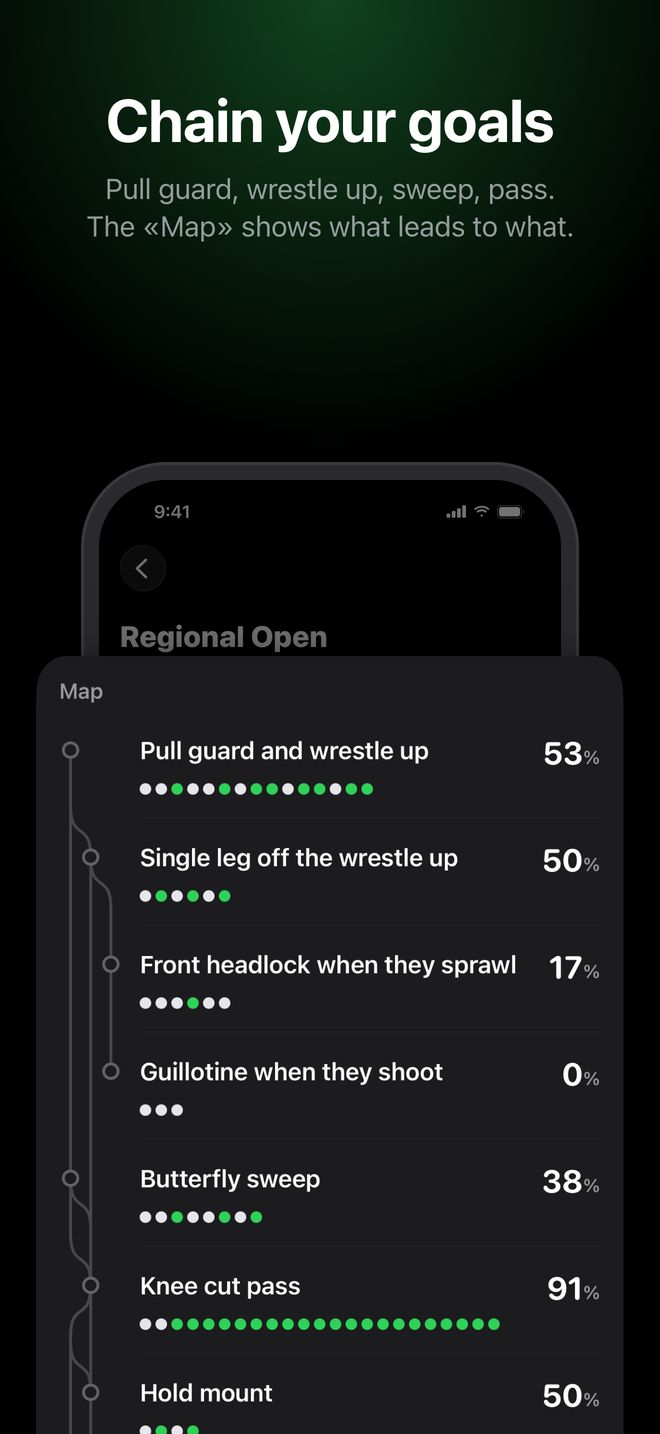 Chain your goals
Pull guard, wrestle up, sweep, pass.
The «Map» shows what leads to what.
9:41
Regional Open
Map
Pull guard and wrestle up 53%
Single leg off the wrestle up 50%
Front headlock when they sprawl 17%
Guillotine when they shoot 0%
Butterfly sweep 38%
Knee cut pass 91%
Hold mount 50%